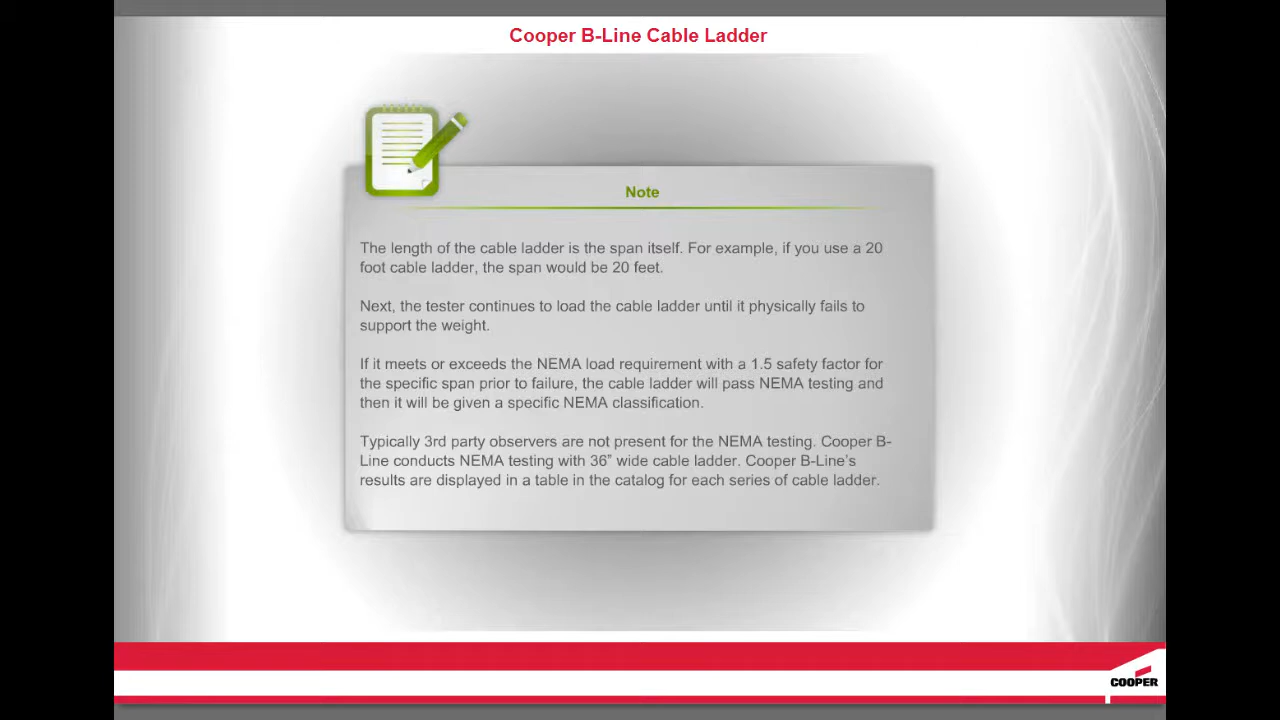 Cooper B-Line Cable Ladder
Note
The length of the cable ladder is the span itself. For example, if you use a 20
foot cable ladder, the span would be 20 feet.
Next, the tester continues to load the cable ladder until it physically fails to
support the weight.
If it meets or exceeds the NEMA load requirement with a 1.5 safety factor for
the specific span prior to failure, the cable ladder will pass NEMA testing and
then it will be given a specific NEMA classification.
Typically 3rd party observers are not present for the NEMA testing. Cooper B-
Line conducts NEMA testing with 36” wide cable ladder. Cooper B-Line’s
results are displayed in a table in the catalog for each series of cable ladder.
COOPER